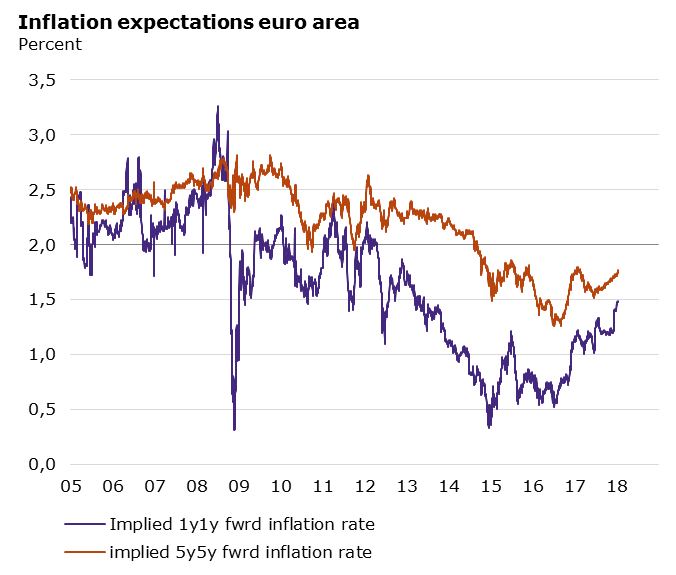 Inflation expectations euro area
Percent
3,5
3,0
2,5
2,0
1,5
1,0
0,5
0,0
05 06 07 08 09 10 11 12 13 14 15 16 17 18
Implied 1y1y fwrd inflation rate
implied 5y5y fwrd inflation rate